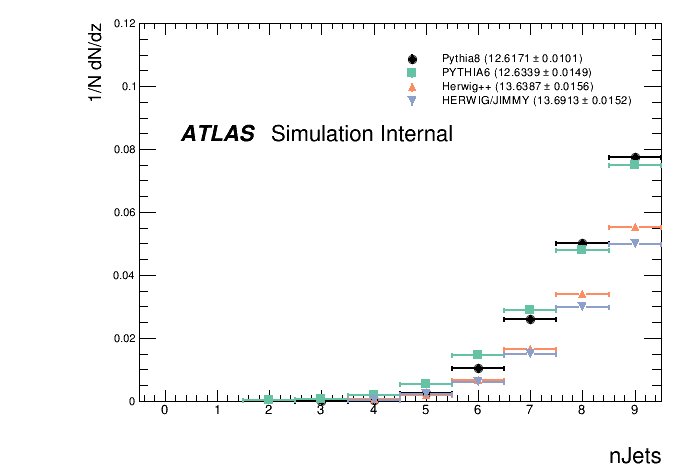 1/N dN/dz
0.12
0.1
0.08
0.06
0.04
0.02
0
Pythia8 (12.6171 ± 0.0101)
PYTHIA6 (12.6339 ± 0.0149)
Herwig++ (13.6387 ± 0.0156)
HERWIG/JIMMY (13.6913 ± 0.0152)
ATLAS Simulation Internal
0 1 2 3 4 5 6 7 8 9
nJets